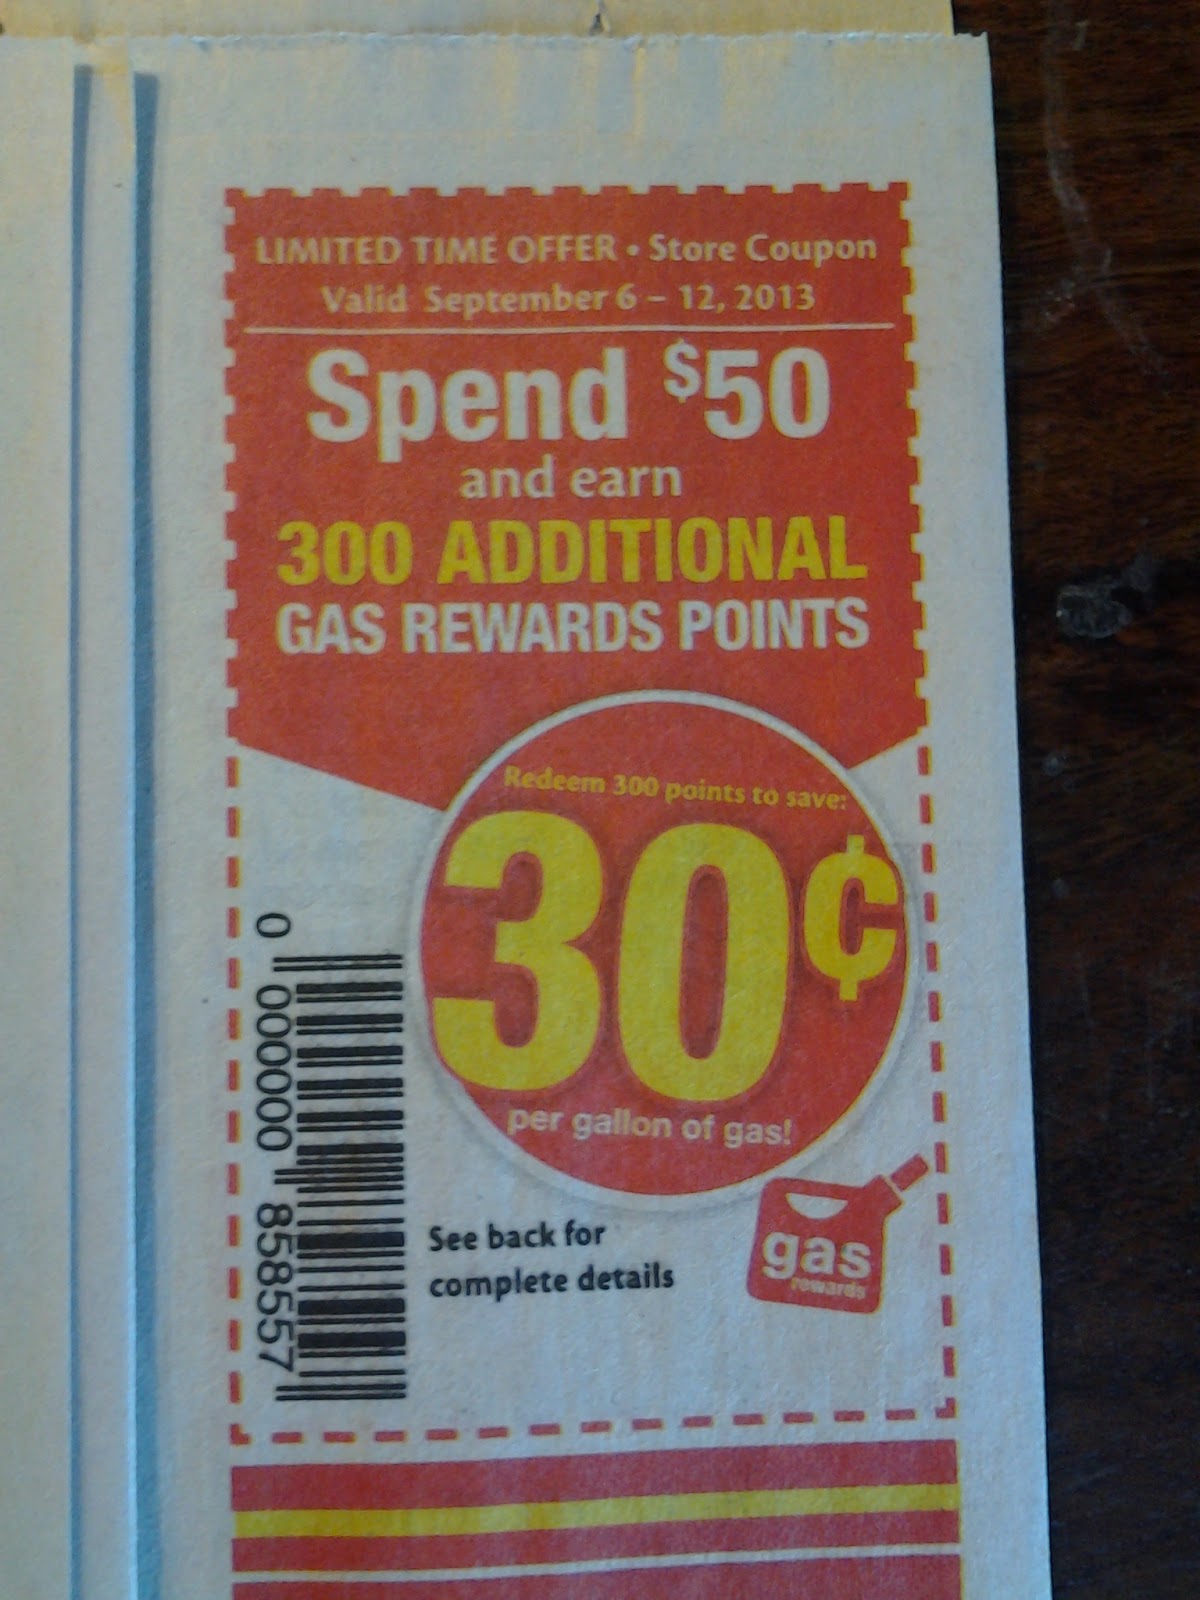 LIMITED TIME OFFER • Store Coupon
Valid September 6 – 12, 2013
Spend $50
and earn
300 ADDITIONAL
GAS REWARDS POINTS
Redeem 300 points to save:
30¢
per gallon of gas!
0 00000 858557
See back for
complete details
gas
rewards